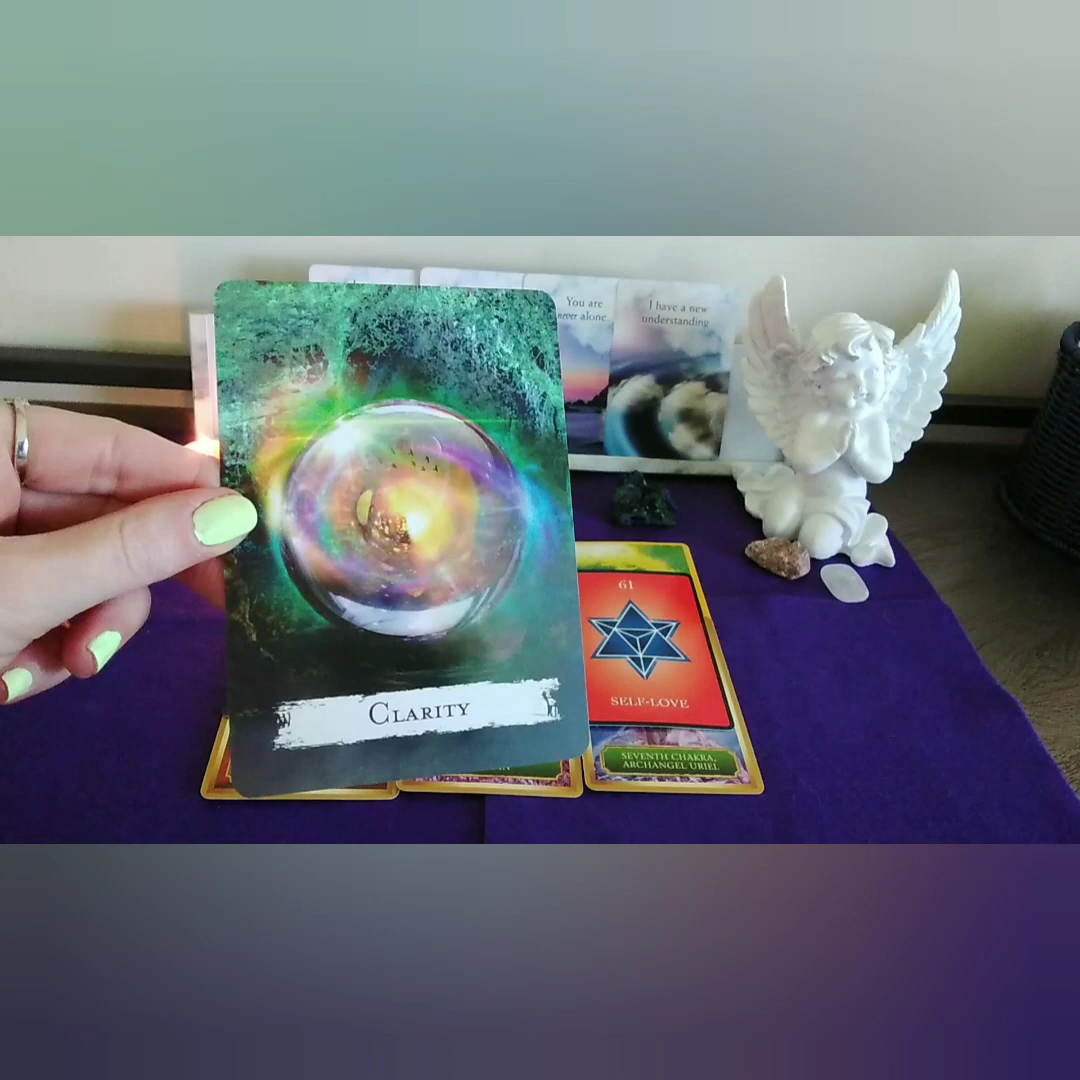 You are
never alone
I have a new
understanding
61
SELF-LOVE
SEVENTH CHAKRA,
ARCHANGEL URIEL
CLARITY